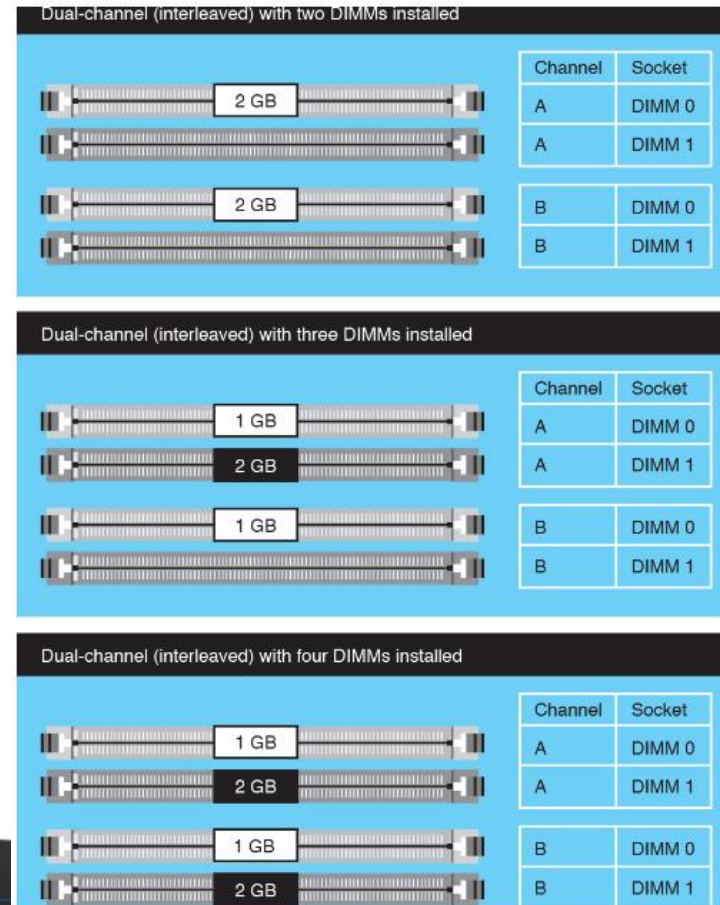 Dual-channel (interleaved) with two DIMMs installed
Channel Socket
2 GB A DIMM 0
A DIMM 1
2 GB B DIMM 0
B DIMM 1
Dual-channel (interleaved) with three DIMMs installed
Channel Socket
1 GB A DIMM 0
2 GB A DIMM 1
1 GB B DIMM 0
B DIMM 1
Dual-channel (interleaved) with four DIMMs installed
Channel Socket
1 GB A DIMM 0
2 GB A DIMM 1
1 GB B DIMM 0
2 GB B DIMM 1